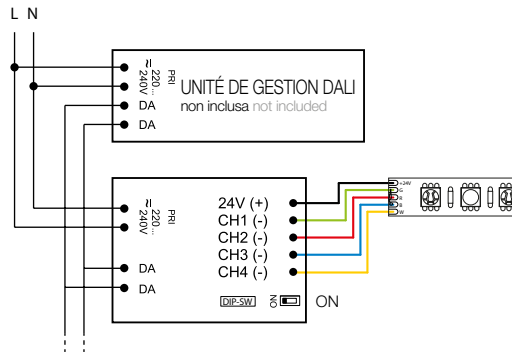 L N
PRI
220...
240V
≂
UNITÉ DE GESTION DALI
non inclusa not included
DA
DA
PRI
220...
240V
≂
24V (+)
CH1 (-)
CH2 (-)
CH3 (-)
CH4 (-)
DA
DA
DIP-SW
ON
ON
+24V
G
R
B
W